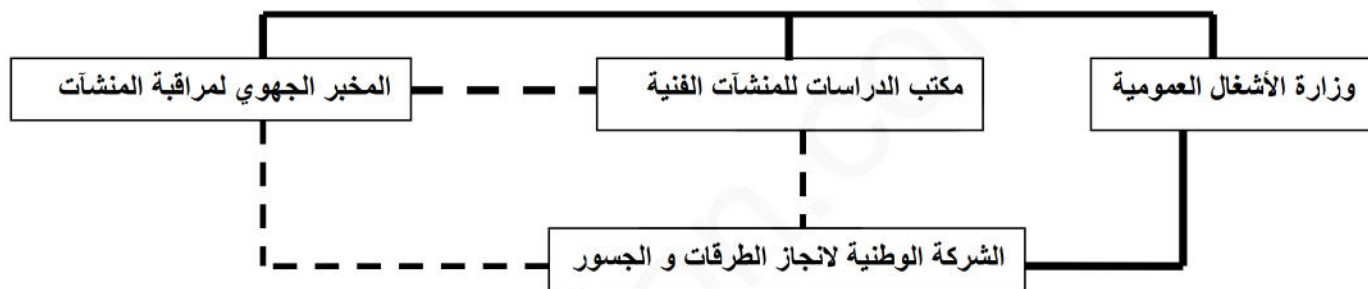 وزارة الأشغال العمومية
مكتب الدراسات للمنشآت الفنية
المخبر الجهوي لمراقبة المنشآت
الشركة الوطنية لانجاز الطرقات و الجسور